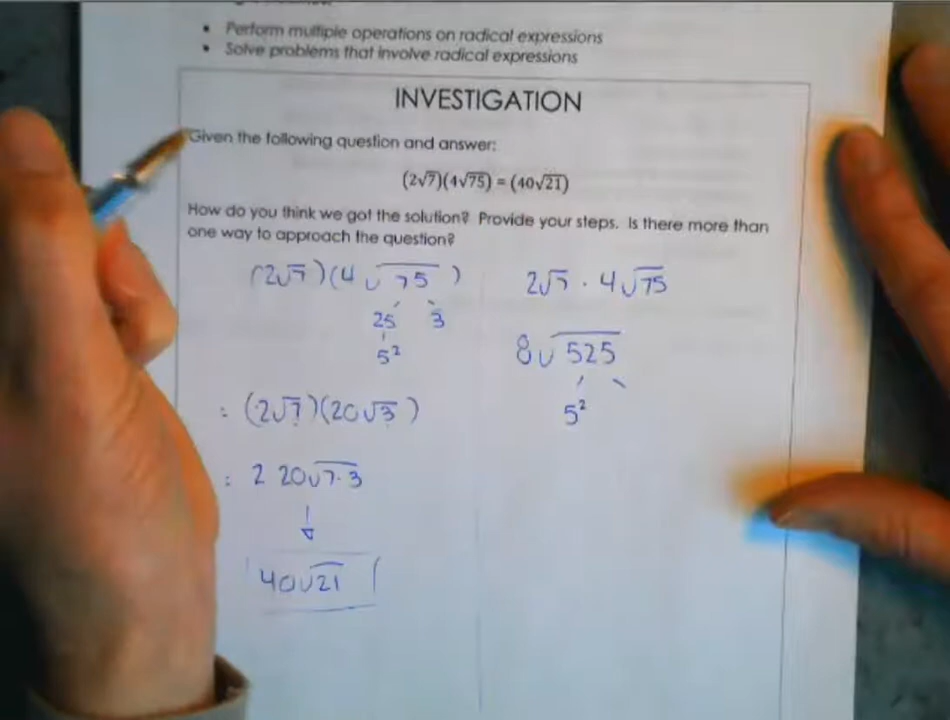 • Perform multiple operations on radical expressions
• Solve problems that involve radical expressions
INVESTIGATION
Given the following question and answer:
(2√7)(4√75) = (40√21)
How do you think we got the solution? Provide your steps. Is there more than
one way to approach the question?
(2√7)(4√75)
25 3
5²
: (2√7)(20√3)
: 2 20√7·3
40√21
2√7 · 4√75
8√525
5²